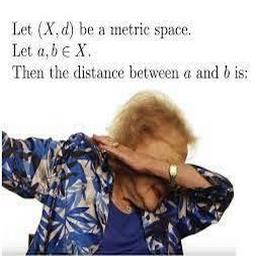 Let (X, d) be a metric space.
Let a, b ∈ X.
Then the distance between a and b is: